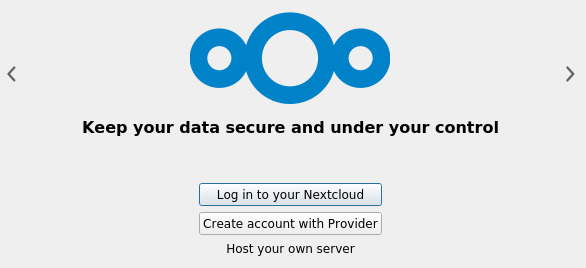 Keep your data secure and under your control
Log in to your Nextcloud
Create account with Provider
Host your own server